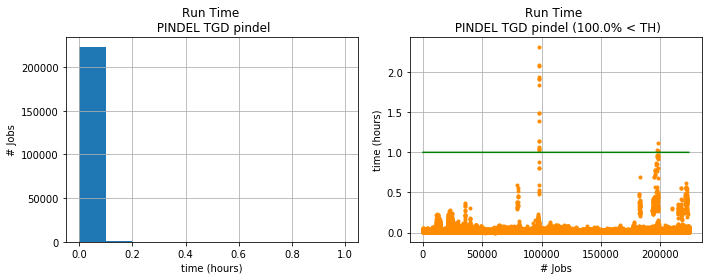 Run Time
PINDEL TGD pindel
# Jobs
200000
150000
100000
50000
0
0.0 0.2 0.4 0.6 0.8 1.0
time (hours)
Run Time
PINDEL TGD pindel (100.0% < TH)
time (hours)
2.0
1.5
1.0
0.5
0.0
0 50000 100000 150000 200000
# Jobs